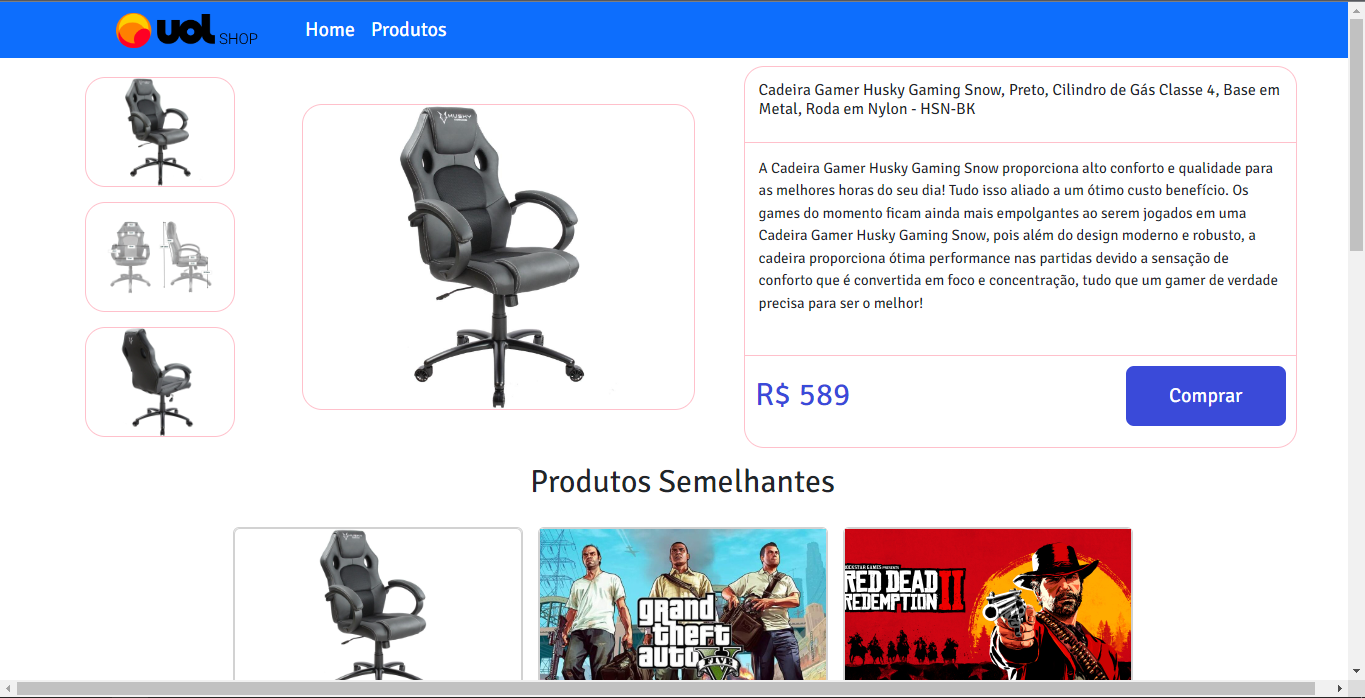 uol SHOP
Home
Produtos
HUSKY
Cadeira Gamer Husky Gaming Snow, Preto, Cilindro de Gás Classe 4, Base em
Metal, Roda em Nylon - HSN-BK
A Cadeira Gamer Husky Gaming Snow proporciona alto conforto e qualidade para
as melhores horas do seu dia! Tudo isso aliado a um ótimo custo benefício. Os
games do momento ficam ainda mais empolgantes ao serem jogados em uma
Cadeira Gamer Husky Gaming Snow, pois além do design moderno e robusto, a
cadeira proporciona ótima performance nas partidas devido a sensação de
conforto que é convertida em foco e concentração, tudo que um gamer de verdade
precisa para ser o melhor!
R$ 589
Comprar
Produtos Semelhantes
grand
theft
auto
V
FIVE
ROCKSTAR GAMES PRESENTS
RED DEAD
REDEMPTION II